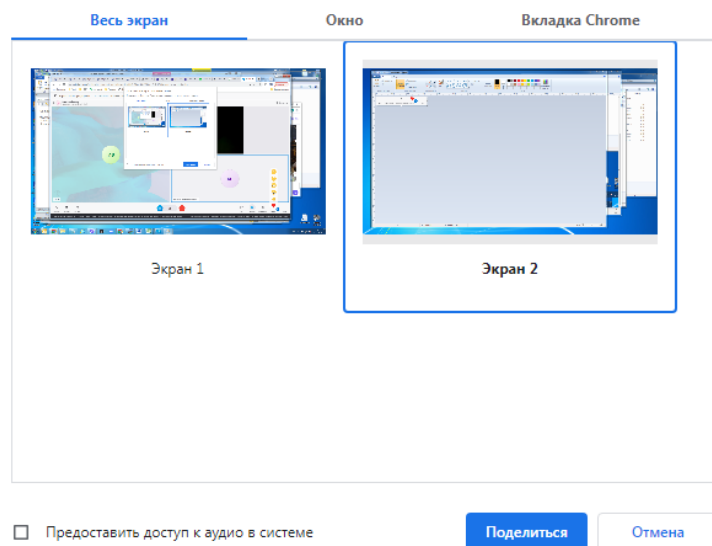 Весь экран
Окно
Вкладка Chrome
Экран 1
Экран 2
Предоставить доступ к аудио в системе
Поделиться
Отмена